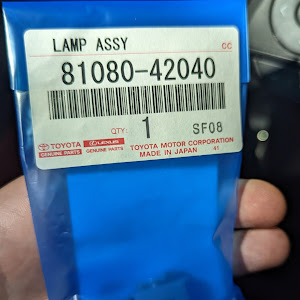 LAMP ASSY
CC
81080-42040
QTY: 1 SF08
TOYOTA LEXUS
GENUINE PARTS GENUINE PARTS
TOYOTA MOTOR CORPORATION
MADE IN JAPAN